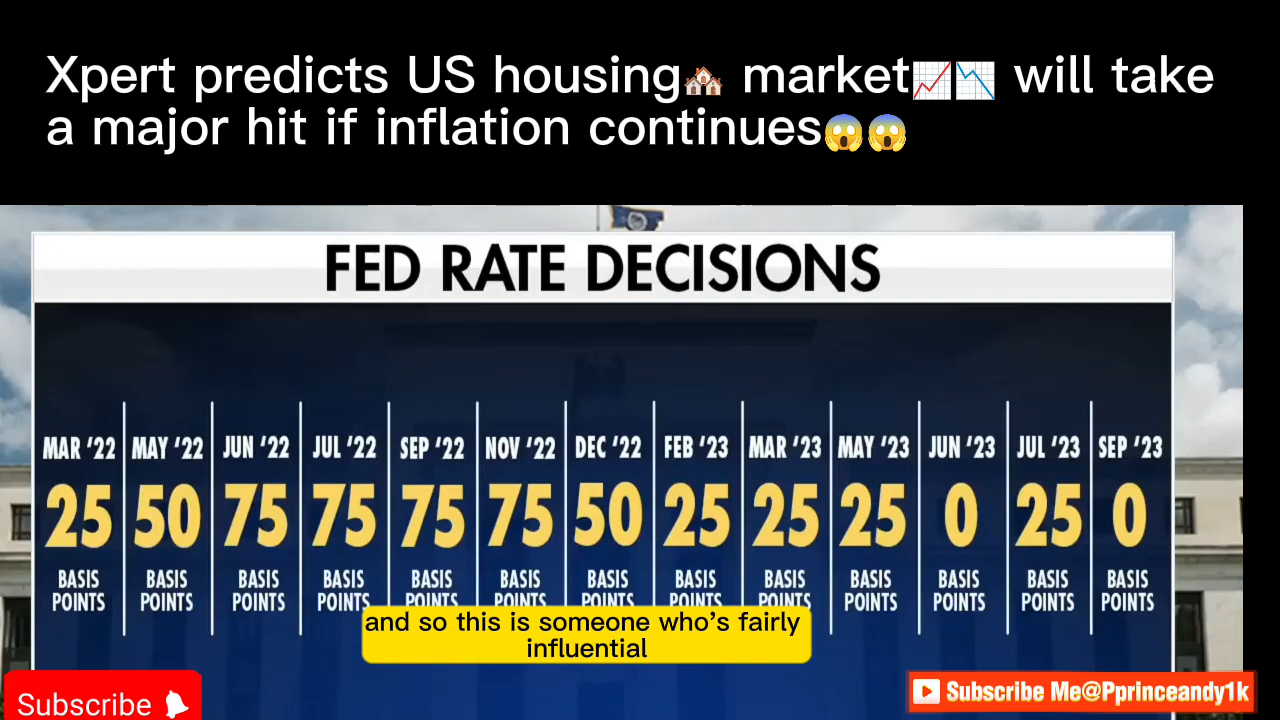 Xpert predicts US housing🏘️ market📈📉 will take
a major hit if inflation continues😱😱
FED RATE DECISIONS
MAR ‘22 MAY ‘22 JUN ‘22 JUL ‘22 SEP ‘22 NOV ‘22 DEC ‘22 FEB ‘23 MAR ‘23 MAY ‘23 JUN ‘23 JUL ‘23 SEP ‘23
25 50 75 75 75 75 50 25 25 25 0 25 0
BASIS BASIS BASIS BASIS BASIS BASIS BASIS BASIS BASIS BASIS BASIS BASIS BASIS
POINTS POINTS POINTS POINTS POINTS POINTS POINTS POINTS POINTS POINTS POINTS POINTS POINTS
and so this is someone who’s fairly
influential
Subscribe
Subscribe Me@Pprinceandy1k